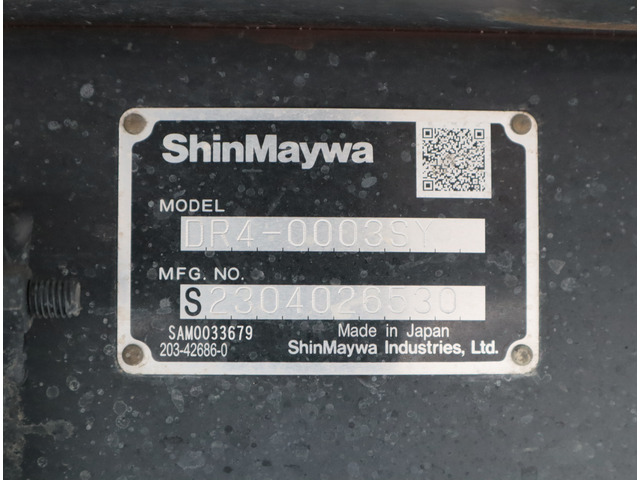 ShinMaywa
MODEL
DR4-0003SY
MFG. NO.
S2304026530
SAM0033679
Made in Japan
203-42686-0
ShinMaywa Industries, Ltd.